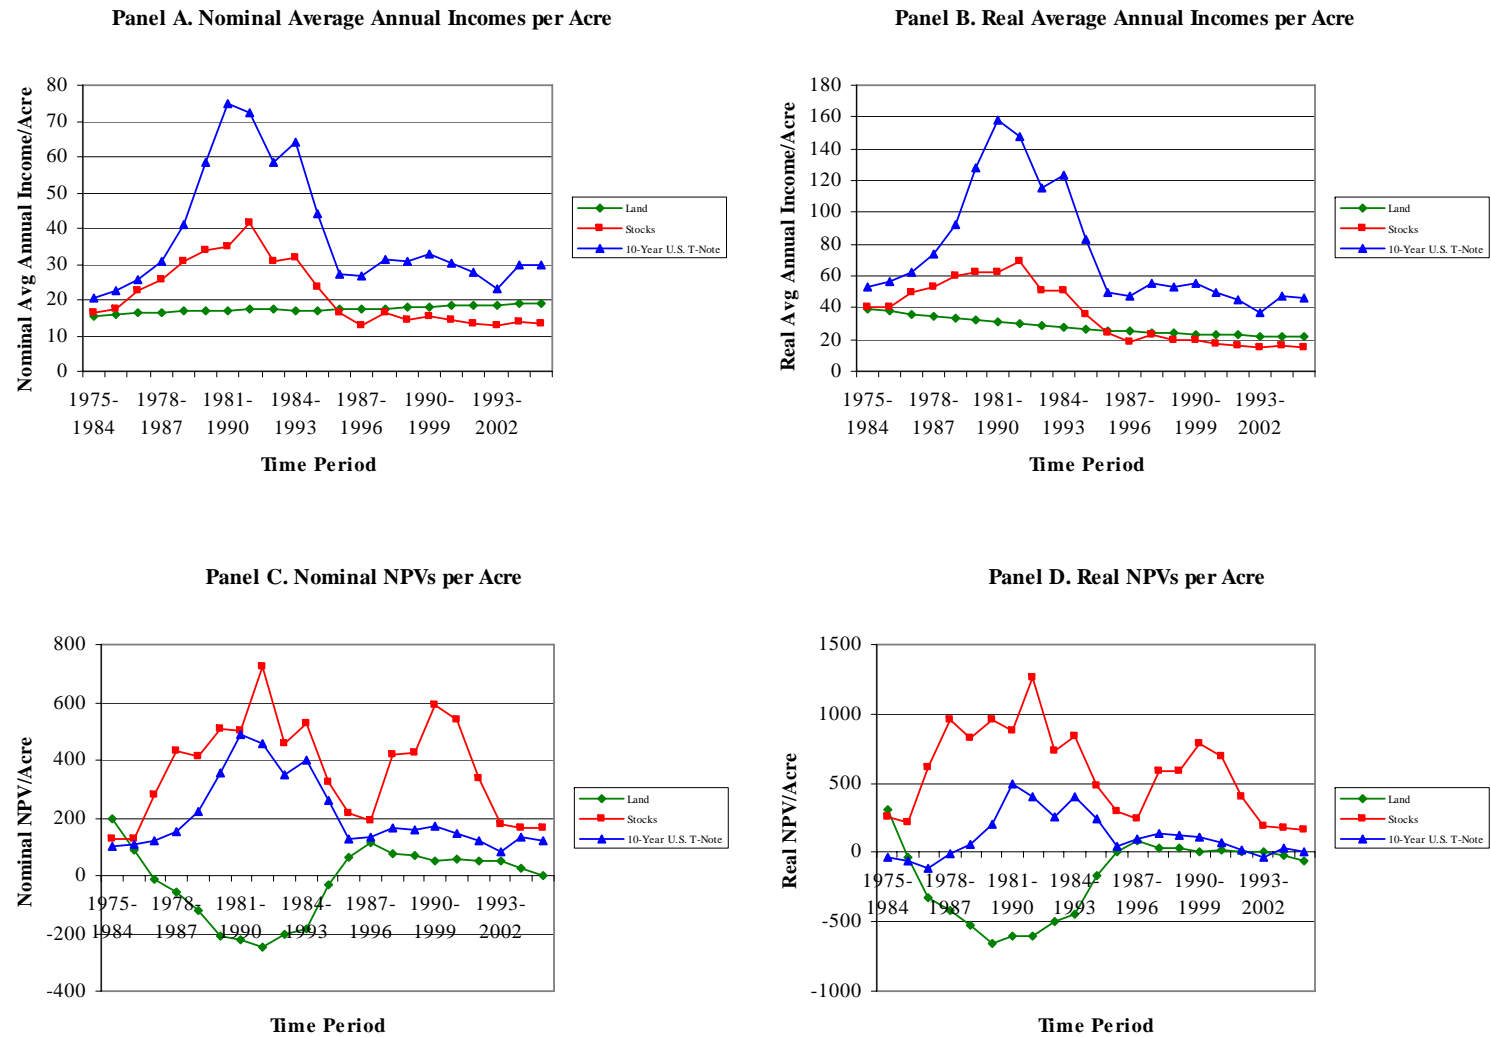 Panel A. Nominal Average Annual Incomes per Acre
Nominal Avg Annual Income/Acre
80
70
60
50
40
30
20
10
0
1975- 1978- 1981- 1984- 1987- 1990- 1993-
1984 1987 1990 1993 1996 1999 2002
Time Period
Land
Stocks
10-Year U.S. T-Note
Panel B. Real Average Annual Incomes per Acre
Real Avg Annual Income/Acre
180
160
140
120
100
80
60
40
20
0
1975- 1978- 1981- 1984- 1987- 1990- 1993-
1984 1987 1990 1993 1996 1999 2002
Time Period
Land
Stocks
10-Year U.S. T-Note
Panel C. Nominal NPVs per Acre
Nominal NPV/Acre
800
600
400
200
0
-200
-400
1975- 1978- 1981- 1984- 1987- 1990- 1993-
1984 1987 1990 1993 1996 1999 2002
Time Period
Land
Stocks
10-Year U.S. T-Note
Panel D. Real NPVs per Acre
Real NPV/Acre
1500
1000
500
0
-500
-1000
1975- 1978- 1981- 1984- 1987- 1990- 1993-
1984 1987 1990 1993 1996 1999 2002
Time Period
Land
Stocks
10-Year U.S. T-Note